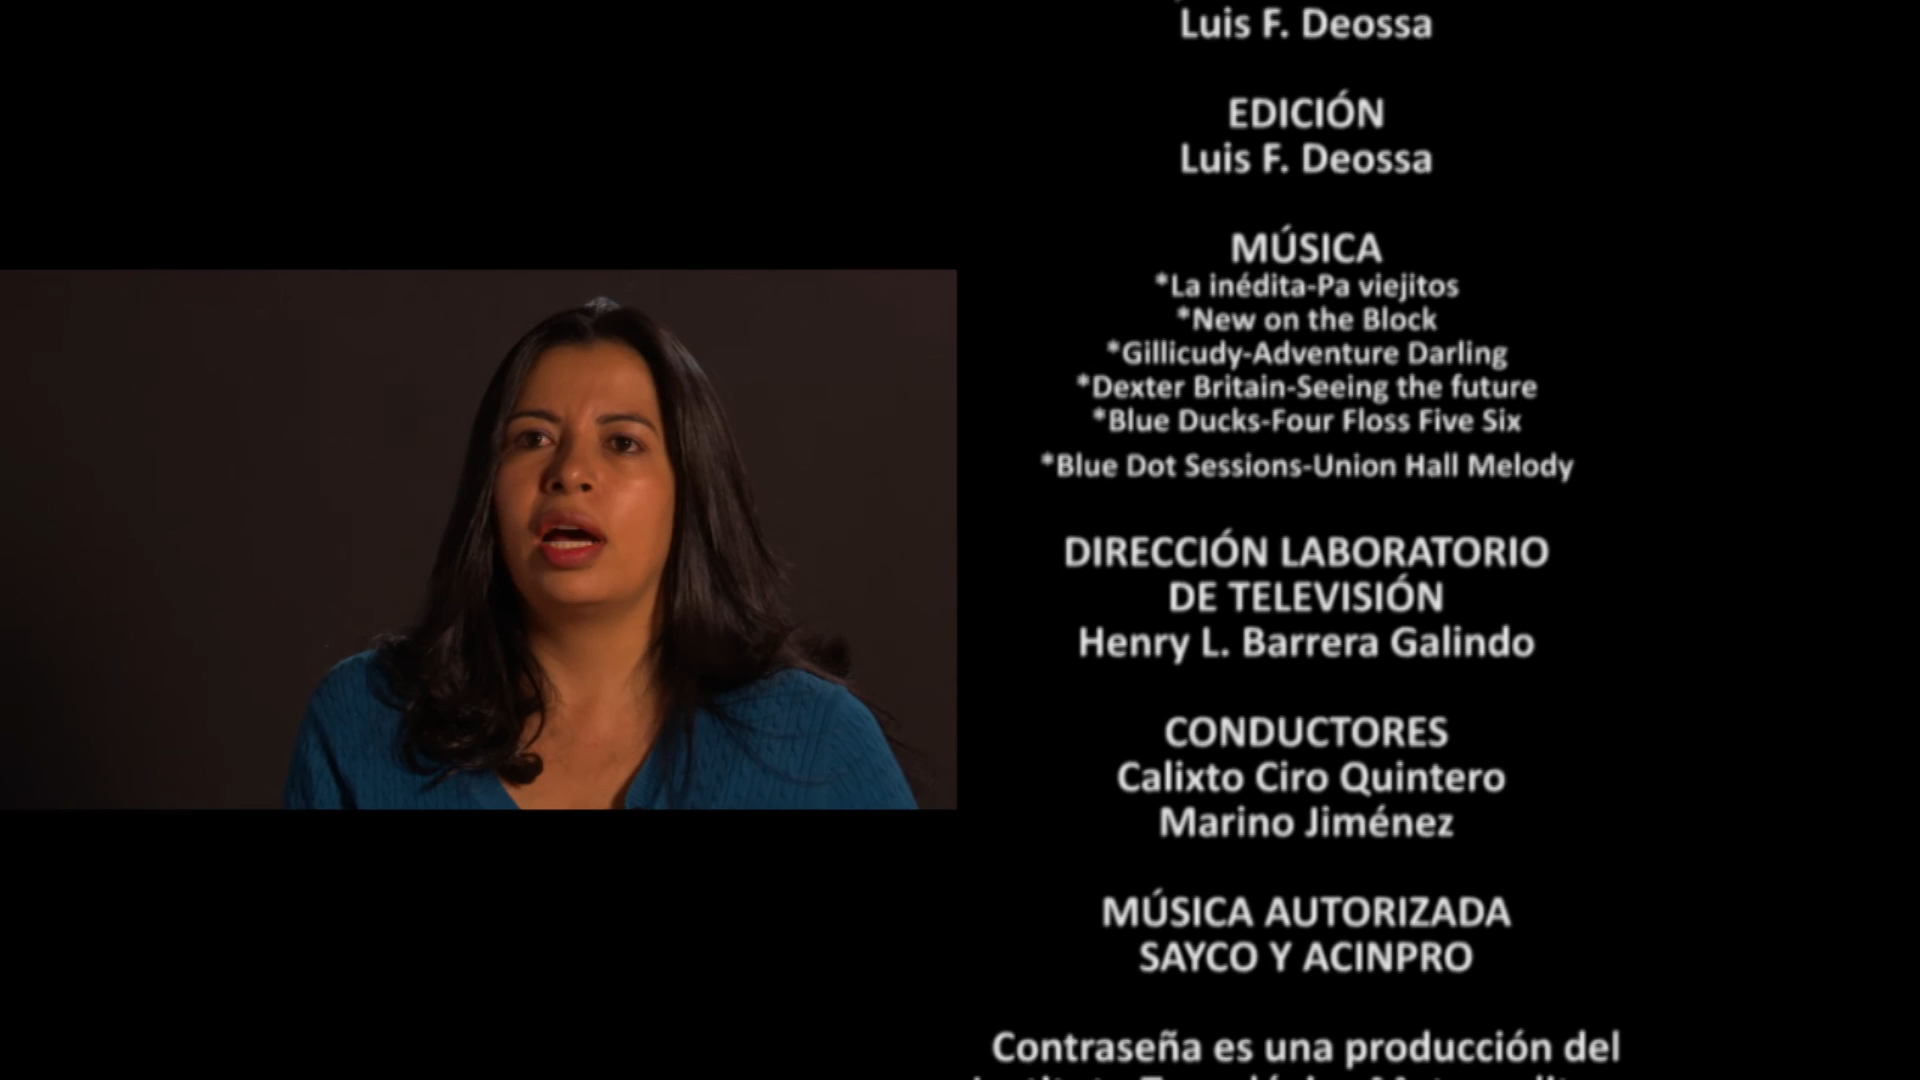 Luis F. Deossa
EDICIÓN
Luis F. Deossa
MÚSICA
*La inédita-Pa viejitos
*New on the Block
*Gillicudy-Adventure Darling
*Dexter Britain-Seeing the future
*Blue Ducks-Four Floss Five Six
*Blue Dot Sessions-Union Hall Melody
DIRECCIÓN LABORATORIO
DE TELEVISIÓN
Henry L. Barrera Galindo
CONDUCTORES
Calixto Ciro Quintero
Marino Jiménez
MÚSICA AUTORIZADA
SAYCO Y ACINPRO
Contraseña es una producción del